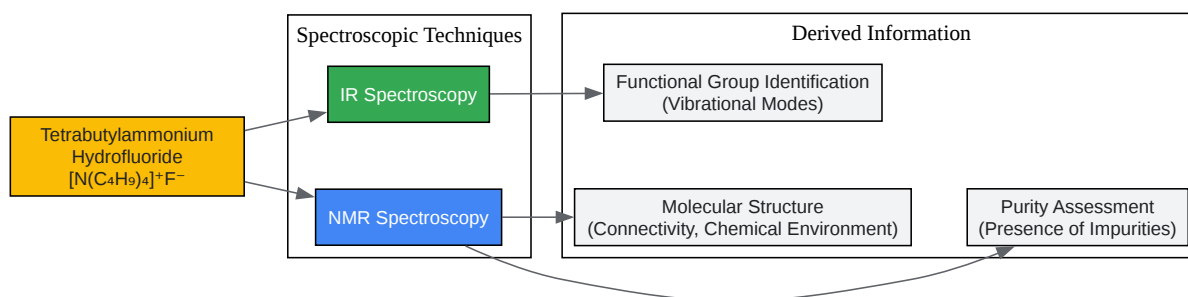 Spectroscopic Techniques
Derived Information
IR Spectroscopy
Functional Group Identification
(Vibrational Modes)
Tetrabutylammonium
Hydrofluoride
[N(C₄H₉)₄]⁺F⁻
NMR Spectroscopy
Molecular Structure
(Connectivity, Chemical Environment)
Purity Assessment
(Presence of Impurities)